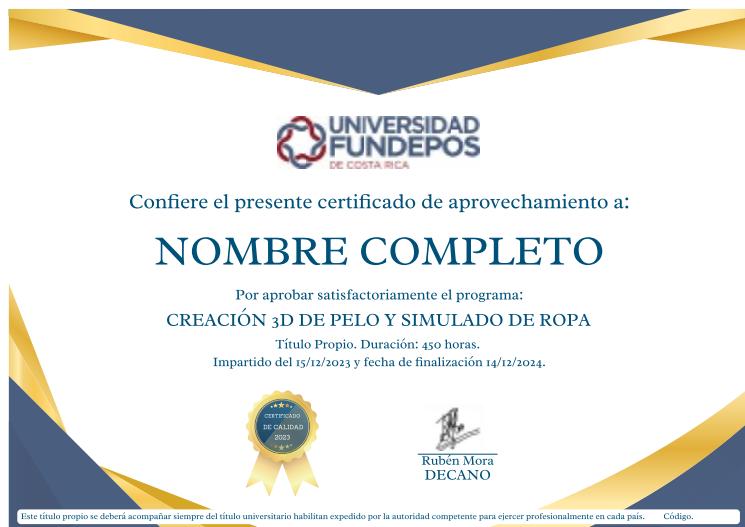 UNIVERSIDAD
FUNDEPOS
DE COSTA RICA
Confiere el presente certificado de aprovechamiento a:
NOMBRE COMPLETO
Por aprobar satisfactoriamente el programa:
CREACIÓN 3D DE PELO Y SIMULADO DE ROPA
Título Propio. Duración: 450 horas.
Impartido del 15/12/2023 y fecha de finalización 14/12/2024.
CERTIFICADO
DE CALIDAD
2023
Rubén Mora
DECANO
Este título propio se deberá acompañar siempre del título universitario habilitan expedido por la autoridad competente para ejercer profesionalmente en cada país. Código.